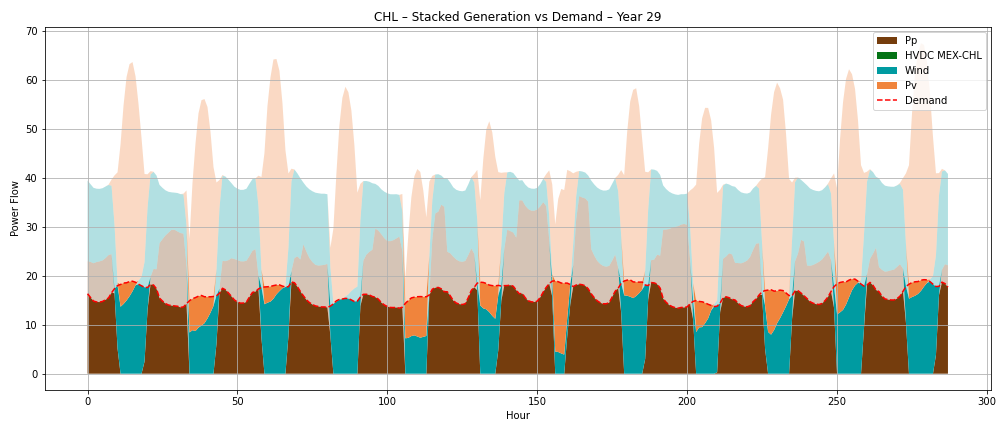 CHL – Stacked Generation vs Demand – Year 29
Power Flow
70
60
50
40
30
20
10
0
Pp
HVDC MEX-CHL
Wind
Pv
Demand
0 50 100 150 200 250 300
Hour